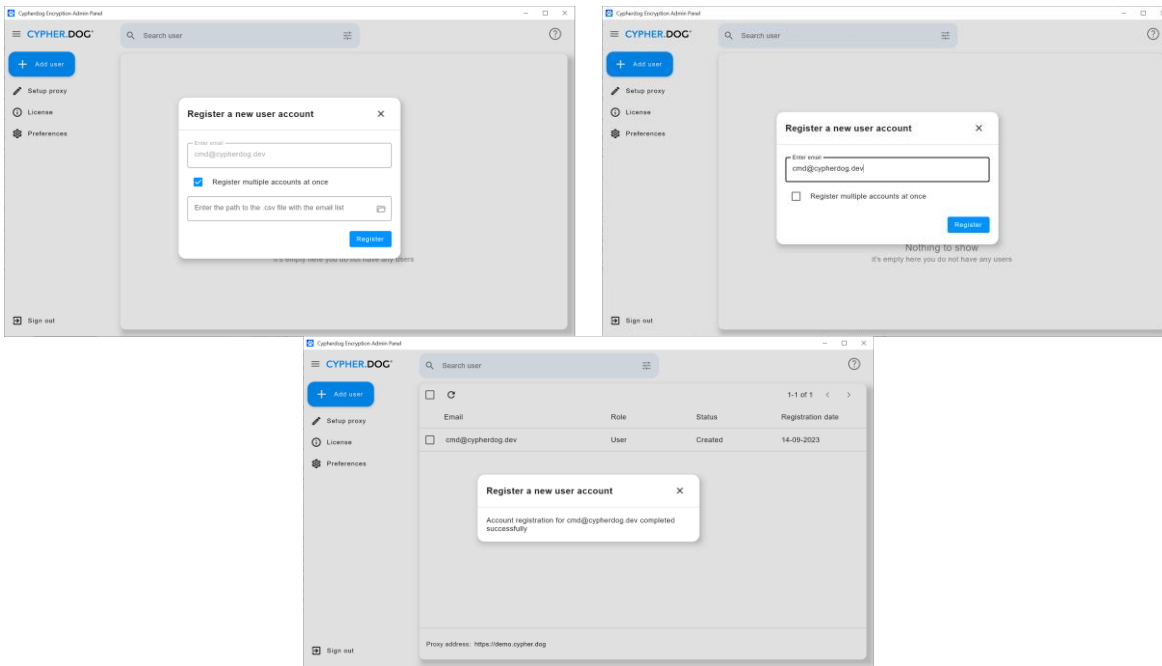 Cypherdog Encryption Admin Panel
CYPHER.DOG
Search user
Add user
Setup proxy
License
Preferences
Register a new user account
Enter email
cmd@cypherdog.dev
Register multiple accounts at once
Enter the path to the .csv file with the email list
Register
it's empty here you do not have any users
Sign out
Cypherdog Encryption Admin Panel
CYPHER.DOG
Search user
Add user
Setup proxy
License
Preferences
Register a new user account
Enter email
cmd@cypherdog.dev
Register multiple accounts at once
Register
Nothing to show
it's empty here you do not have any users
Sign out
Cypherdog Encryption Admin Panel
CYPHER.DOG
Search user
Add user
Setup proxy
License
Preferences
1-1 of 1
Email Role Status Registration date
cmd@cypherdog.dev User Created 14-09-2023
Register a new user account
Account registration for cmd@cypherdog.dev completed
successfully
Proxy address: https://demo.cypher.dog
Sign out